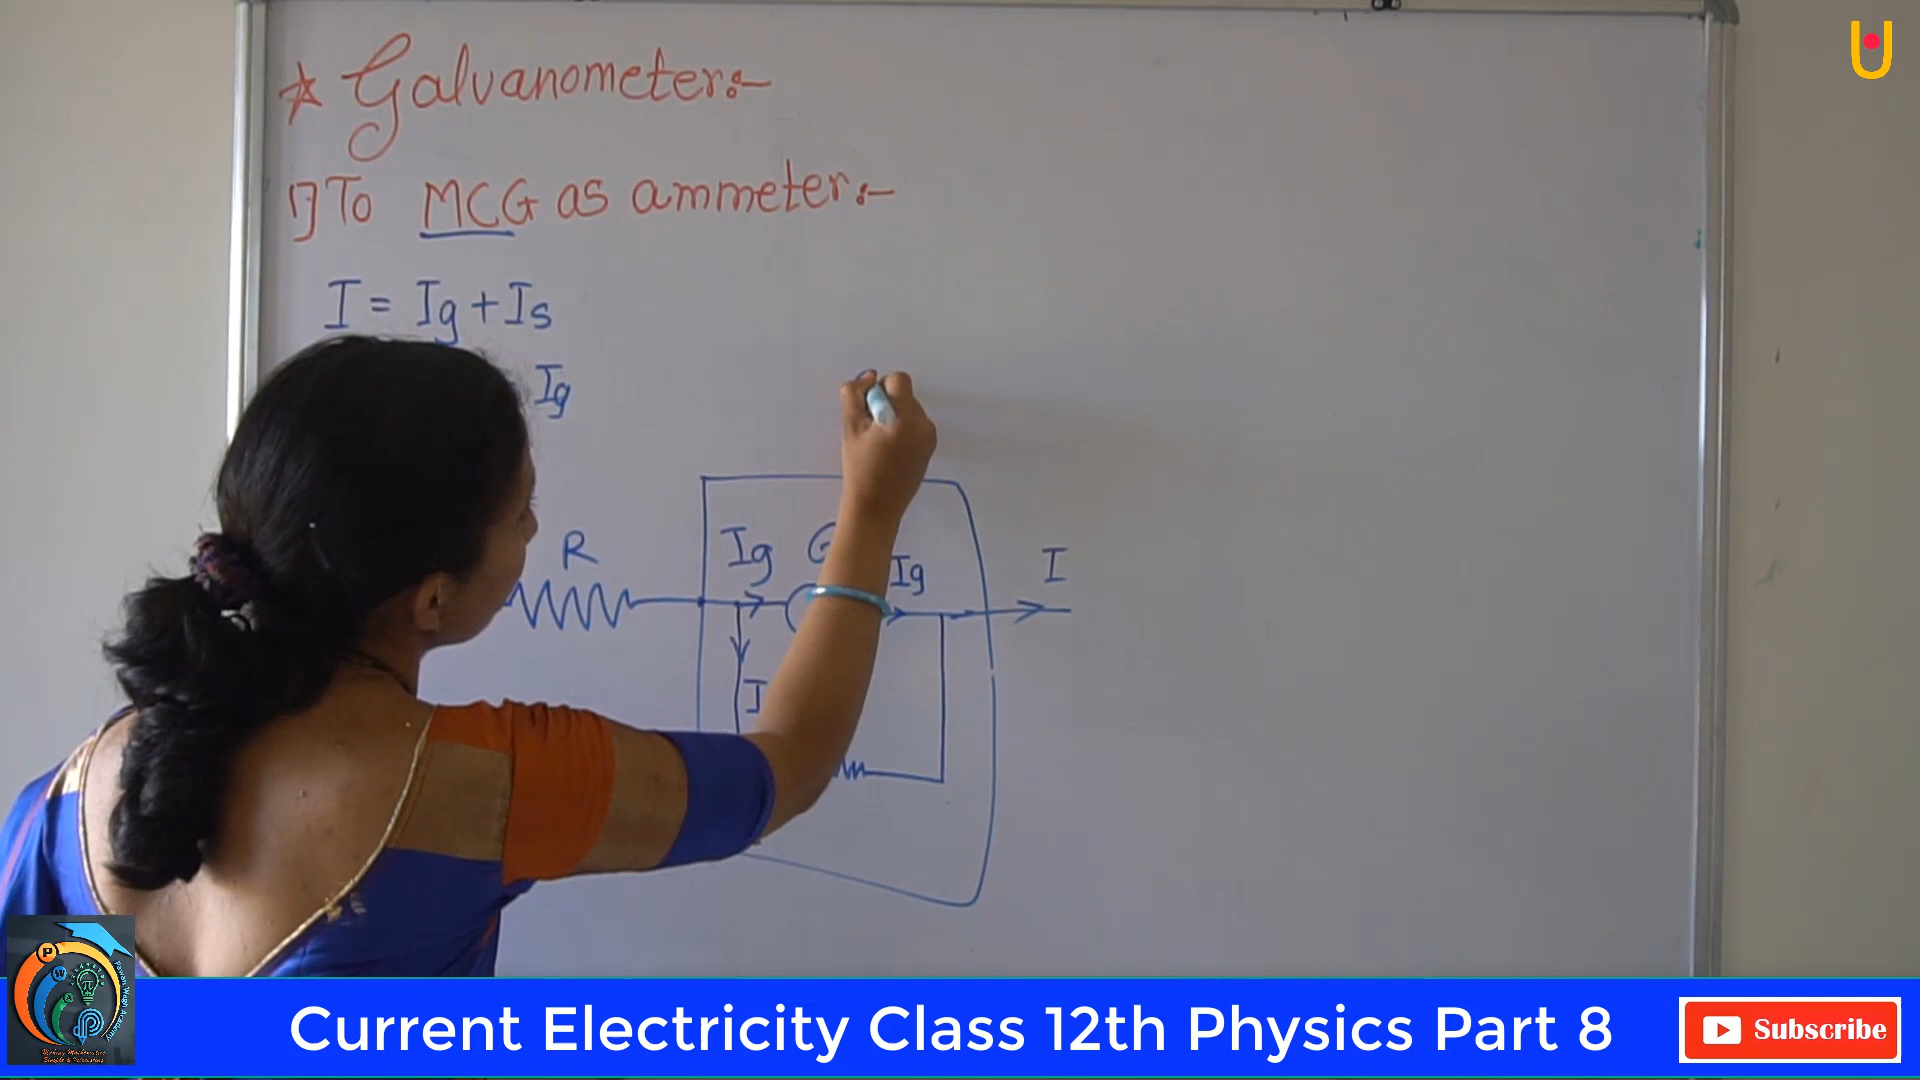 ☆ Galvanometer:-
1] To MCG as ammeter:-
I = Ig + Is
Ig
R
Ig G
Ig
I
I
Current Electricity Class 12th Physics Part 8
Subscribe